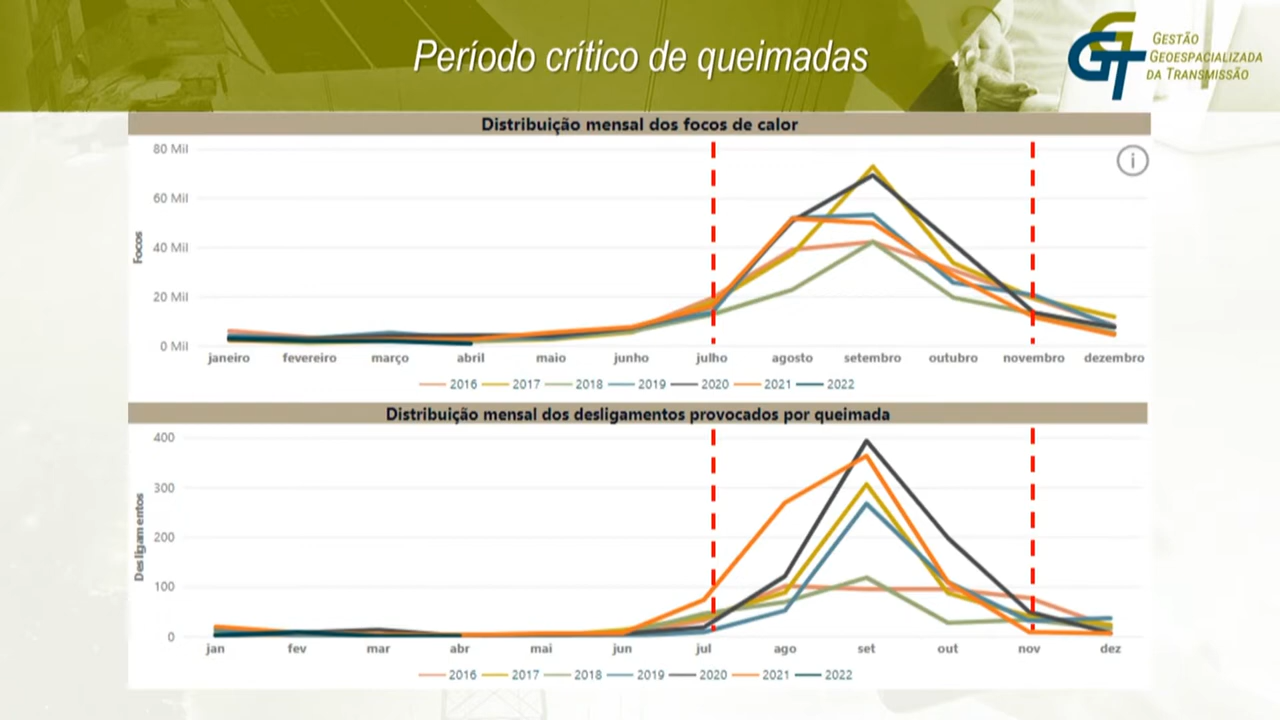 Período crítico de queimadas
GESTÃO
GEOESPACIALIZADA
DA TRANSMISSÃO
Distribuição mensal dos focos de calor
80 Mil
60 Mil
40 Mil
20 Mil
0 Mil
Focos
janeiro fevereiro março abril maio junho julho agosto setembro outubro novembro dezembro
2016 2017 2018 2019 2020 2021 2022
Distribuição mensal dos desligamentos provocados por queimada
400
300
200
100
0
Desligamentos
jan fev mar abr mai jun jul ago set out nov dez
2016 2017 2018 2019 2020 2021 2022